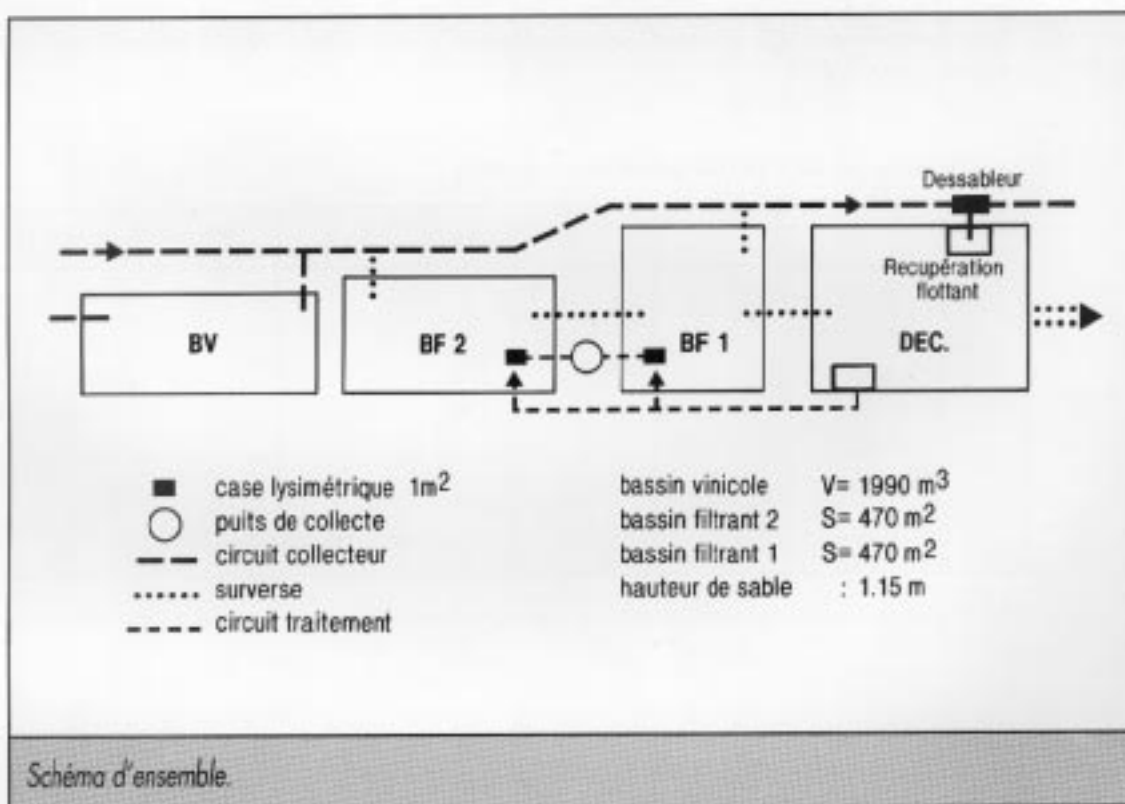 Dessableur
Recupération
flottant
BV
BF 2
BF 1
DEC.
case lysimétrique 1m²
puits de collecte
circuit collecteur
surverse
circuit traitement
bassin vinicole V= 1990 m³
bassin filtrant 2 S= 470 m²
bassin filtrant 1 S= 470 m²
hauteur de sable : 1.15 m
Schéma d'ensemble.